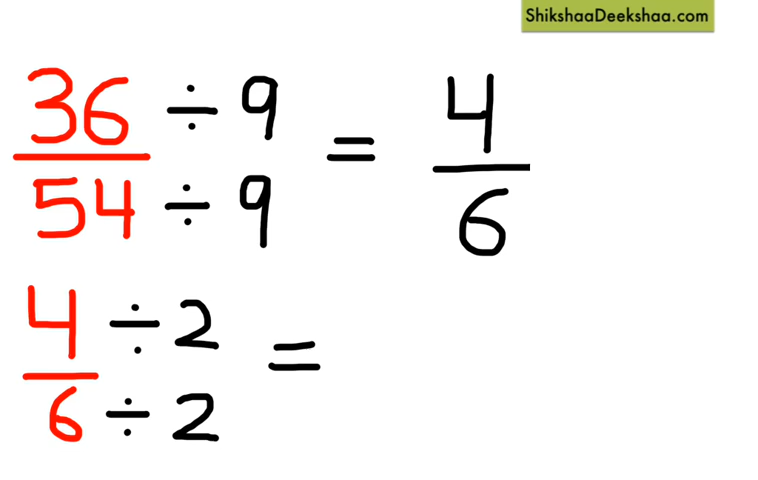 ShikshaaDeekshaa.com
36 ÷ 9 = 4
54 ÷ 9 6
4 ÷ 2 =
6 ÷ 2